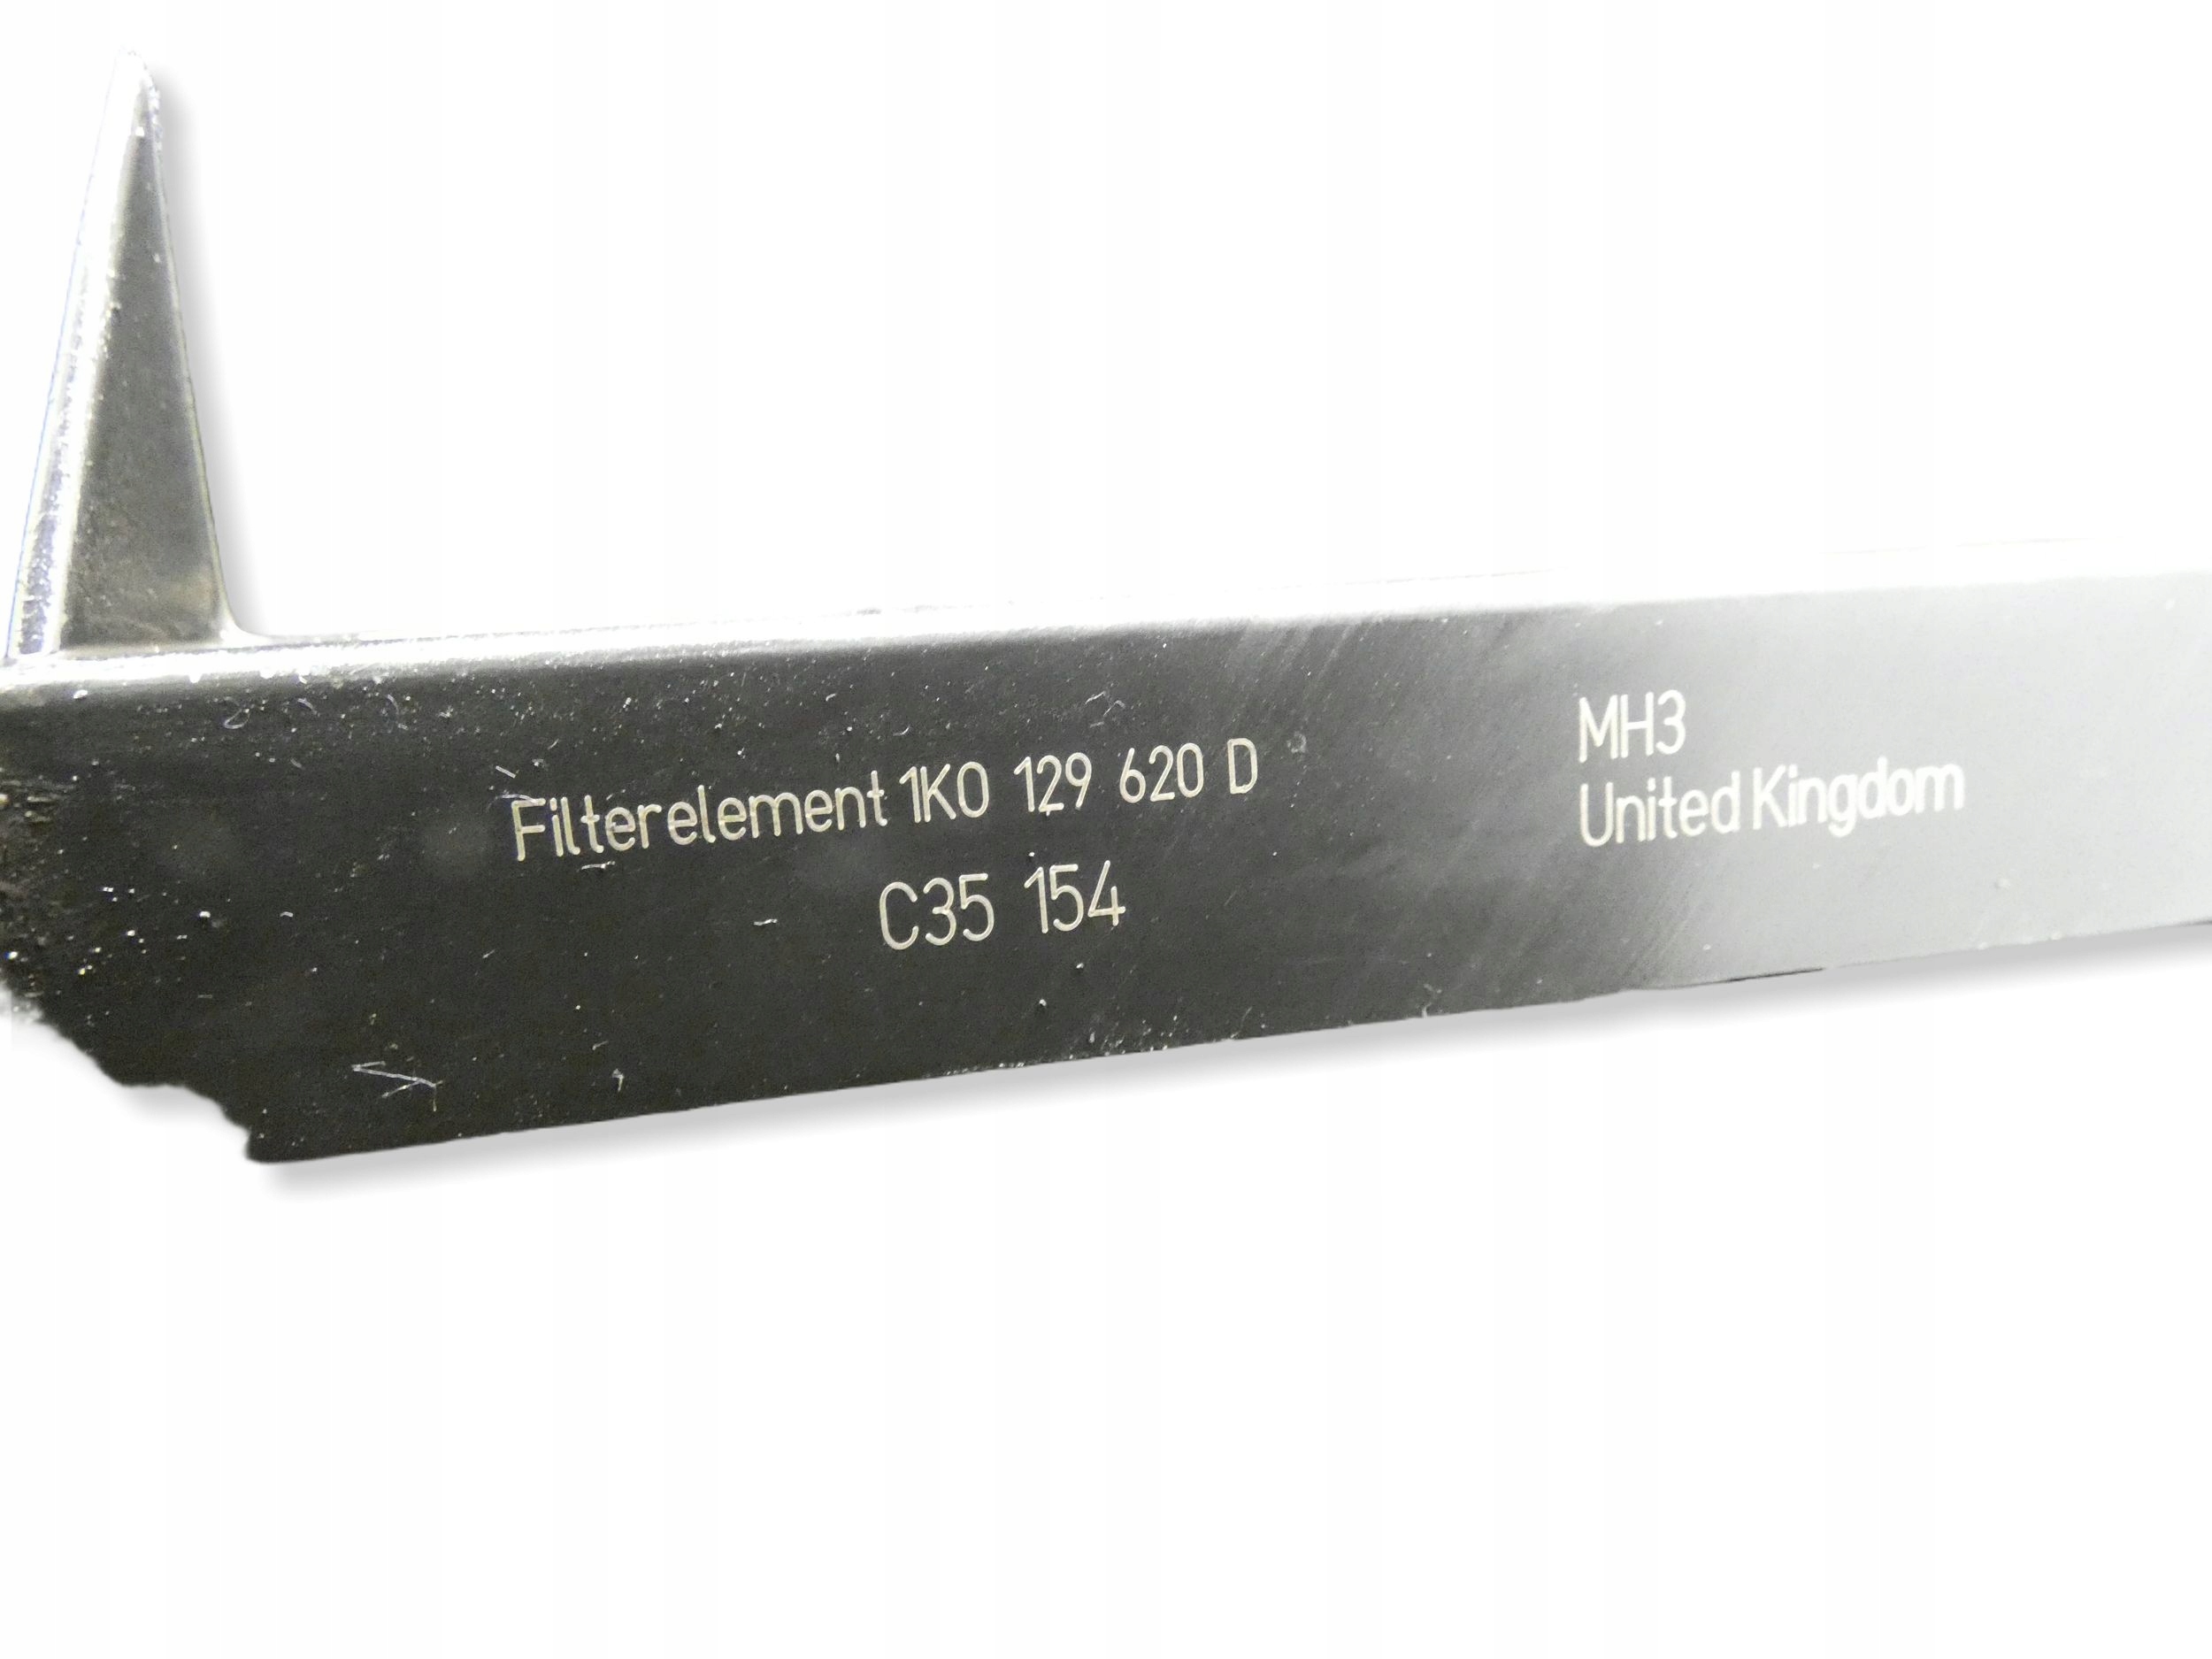 Filterelement 1K0 129 620 D
C35 154
MH3
United Kingdom